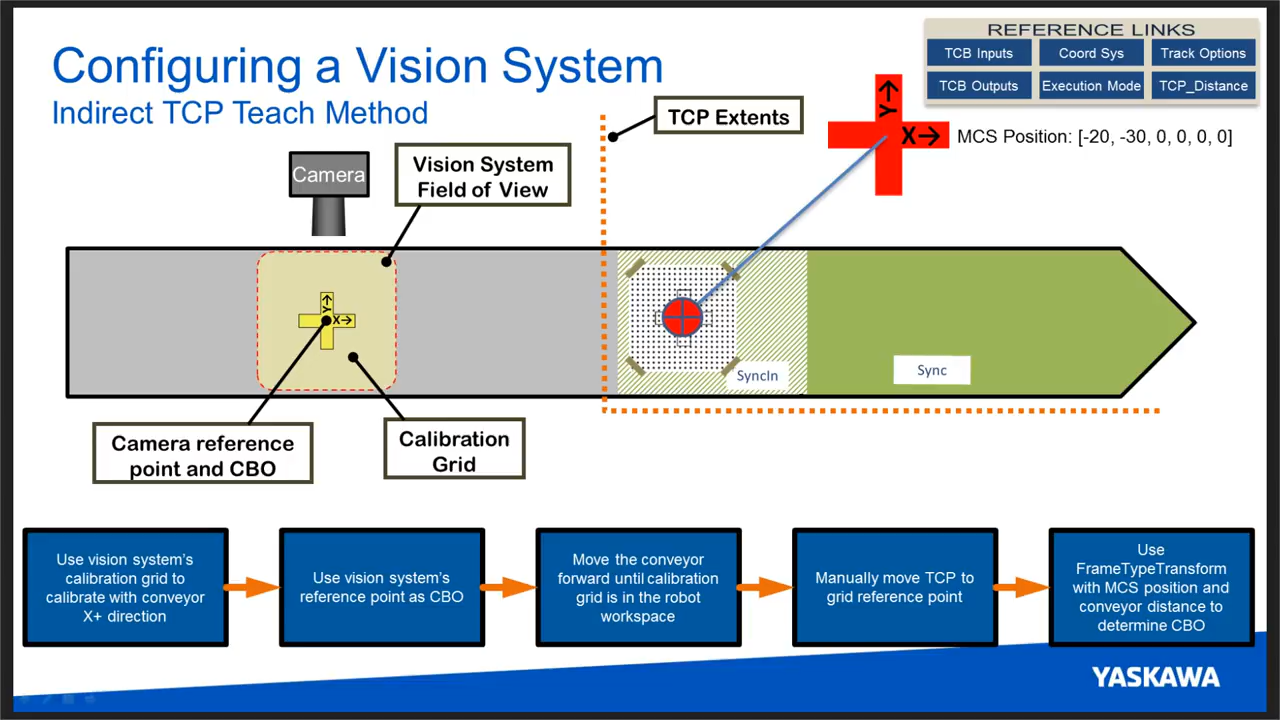 Configuring a Vision System
Indirect TCP Teach Method
REFERENCE LINKS
TCB Inputs
Coord Sys
Track Options
TCB Outputs
Execution Mode
TCP_Distance
TCP Extents
Y→
X→
MCS Position: [-20, -30, 0, 0, 0, 0]
Camera
Vision System
Field of View
Y→
X→
SyncIn
Sync
Camera reference
point and CBO
Calibration
Grid
Use vision system's
calibration grid to
calibrate with conveyor
X+ direction
Use vision system's
reference point as CBO
Move the conveyor
forward until calibration
grid is in the robot
workspace
Manually move TCP to
grid reference point
Use
FrameTypeTransform
with MCS position and
conveyor distance to
determine CBO
YASKAWA